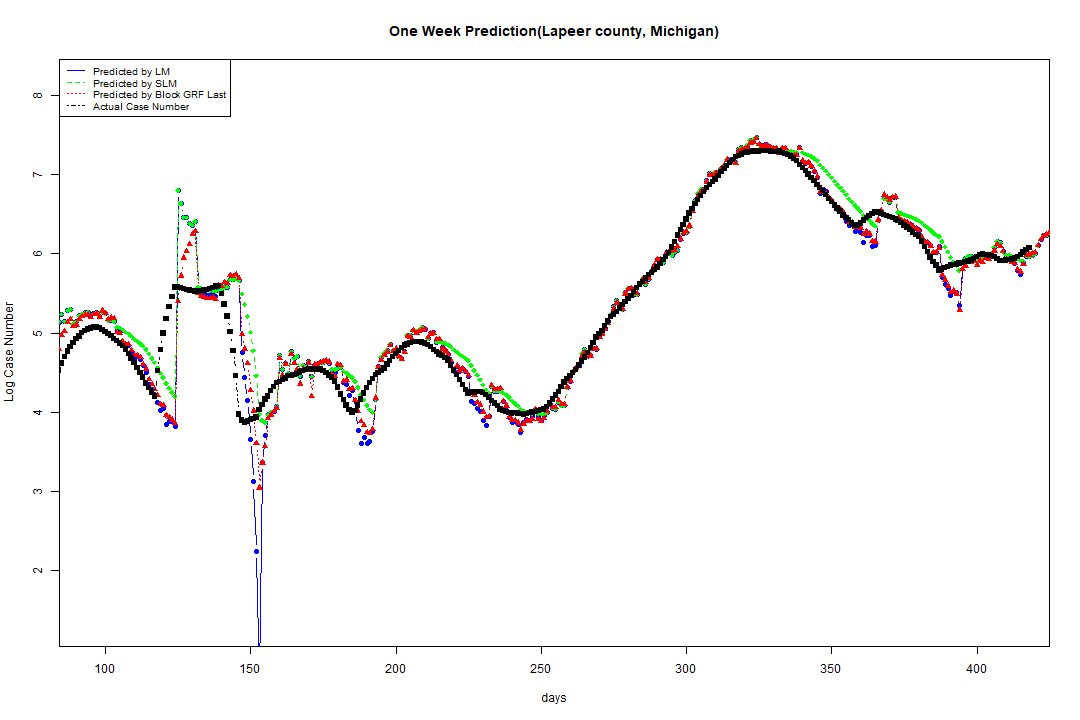 One Week Prediction(Lapeer county, Michigan)
Predicted by LM
Predicted by SLM
Predicted by Block GRF Last
Actual Case Number
8
7
6
5
4
3
2
Log Case Number
100 150 200 250 300 350 400
days